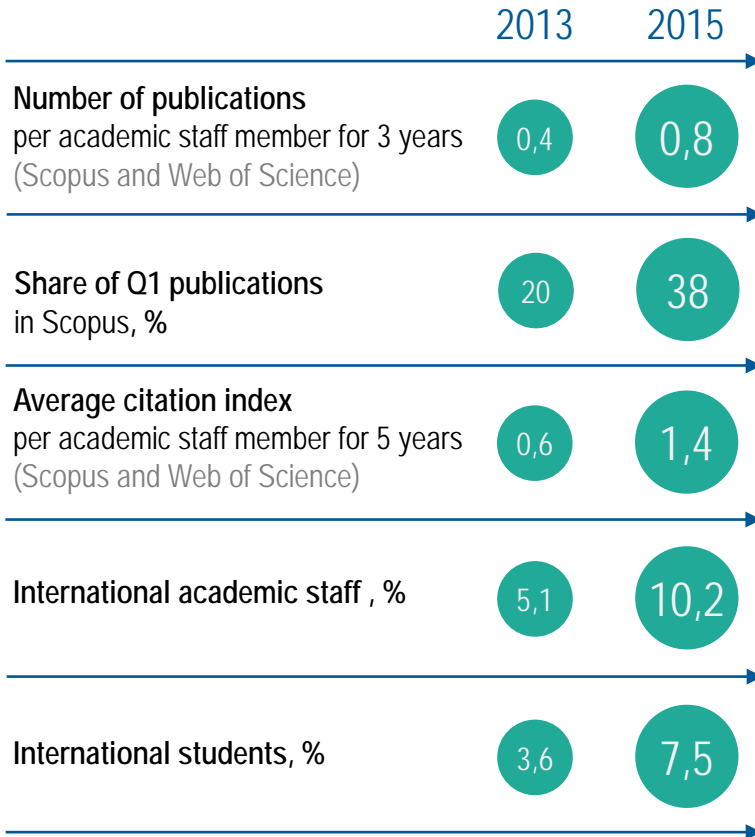 2013 2015
Number of publications
per academic staff member for 3 years
(Scopus and Web of Science)
0,4 0,8
Share of Q1 publications
in Scopus, %
20 38
Average citation index
per academic staff member for 5 years
(Scopus and Web of Science)
0,6 1,4
International academic staff , %
5,1 10,2
International students, %
3,6 7,5